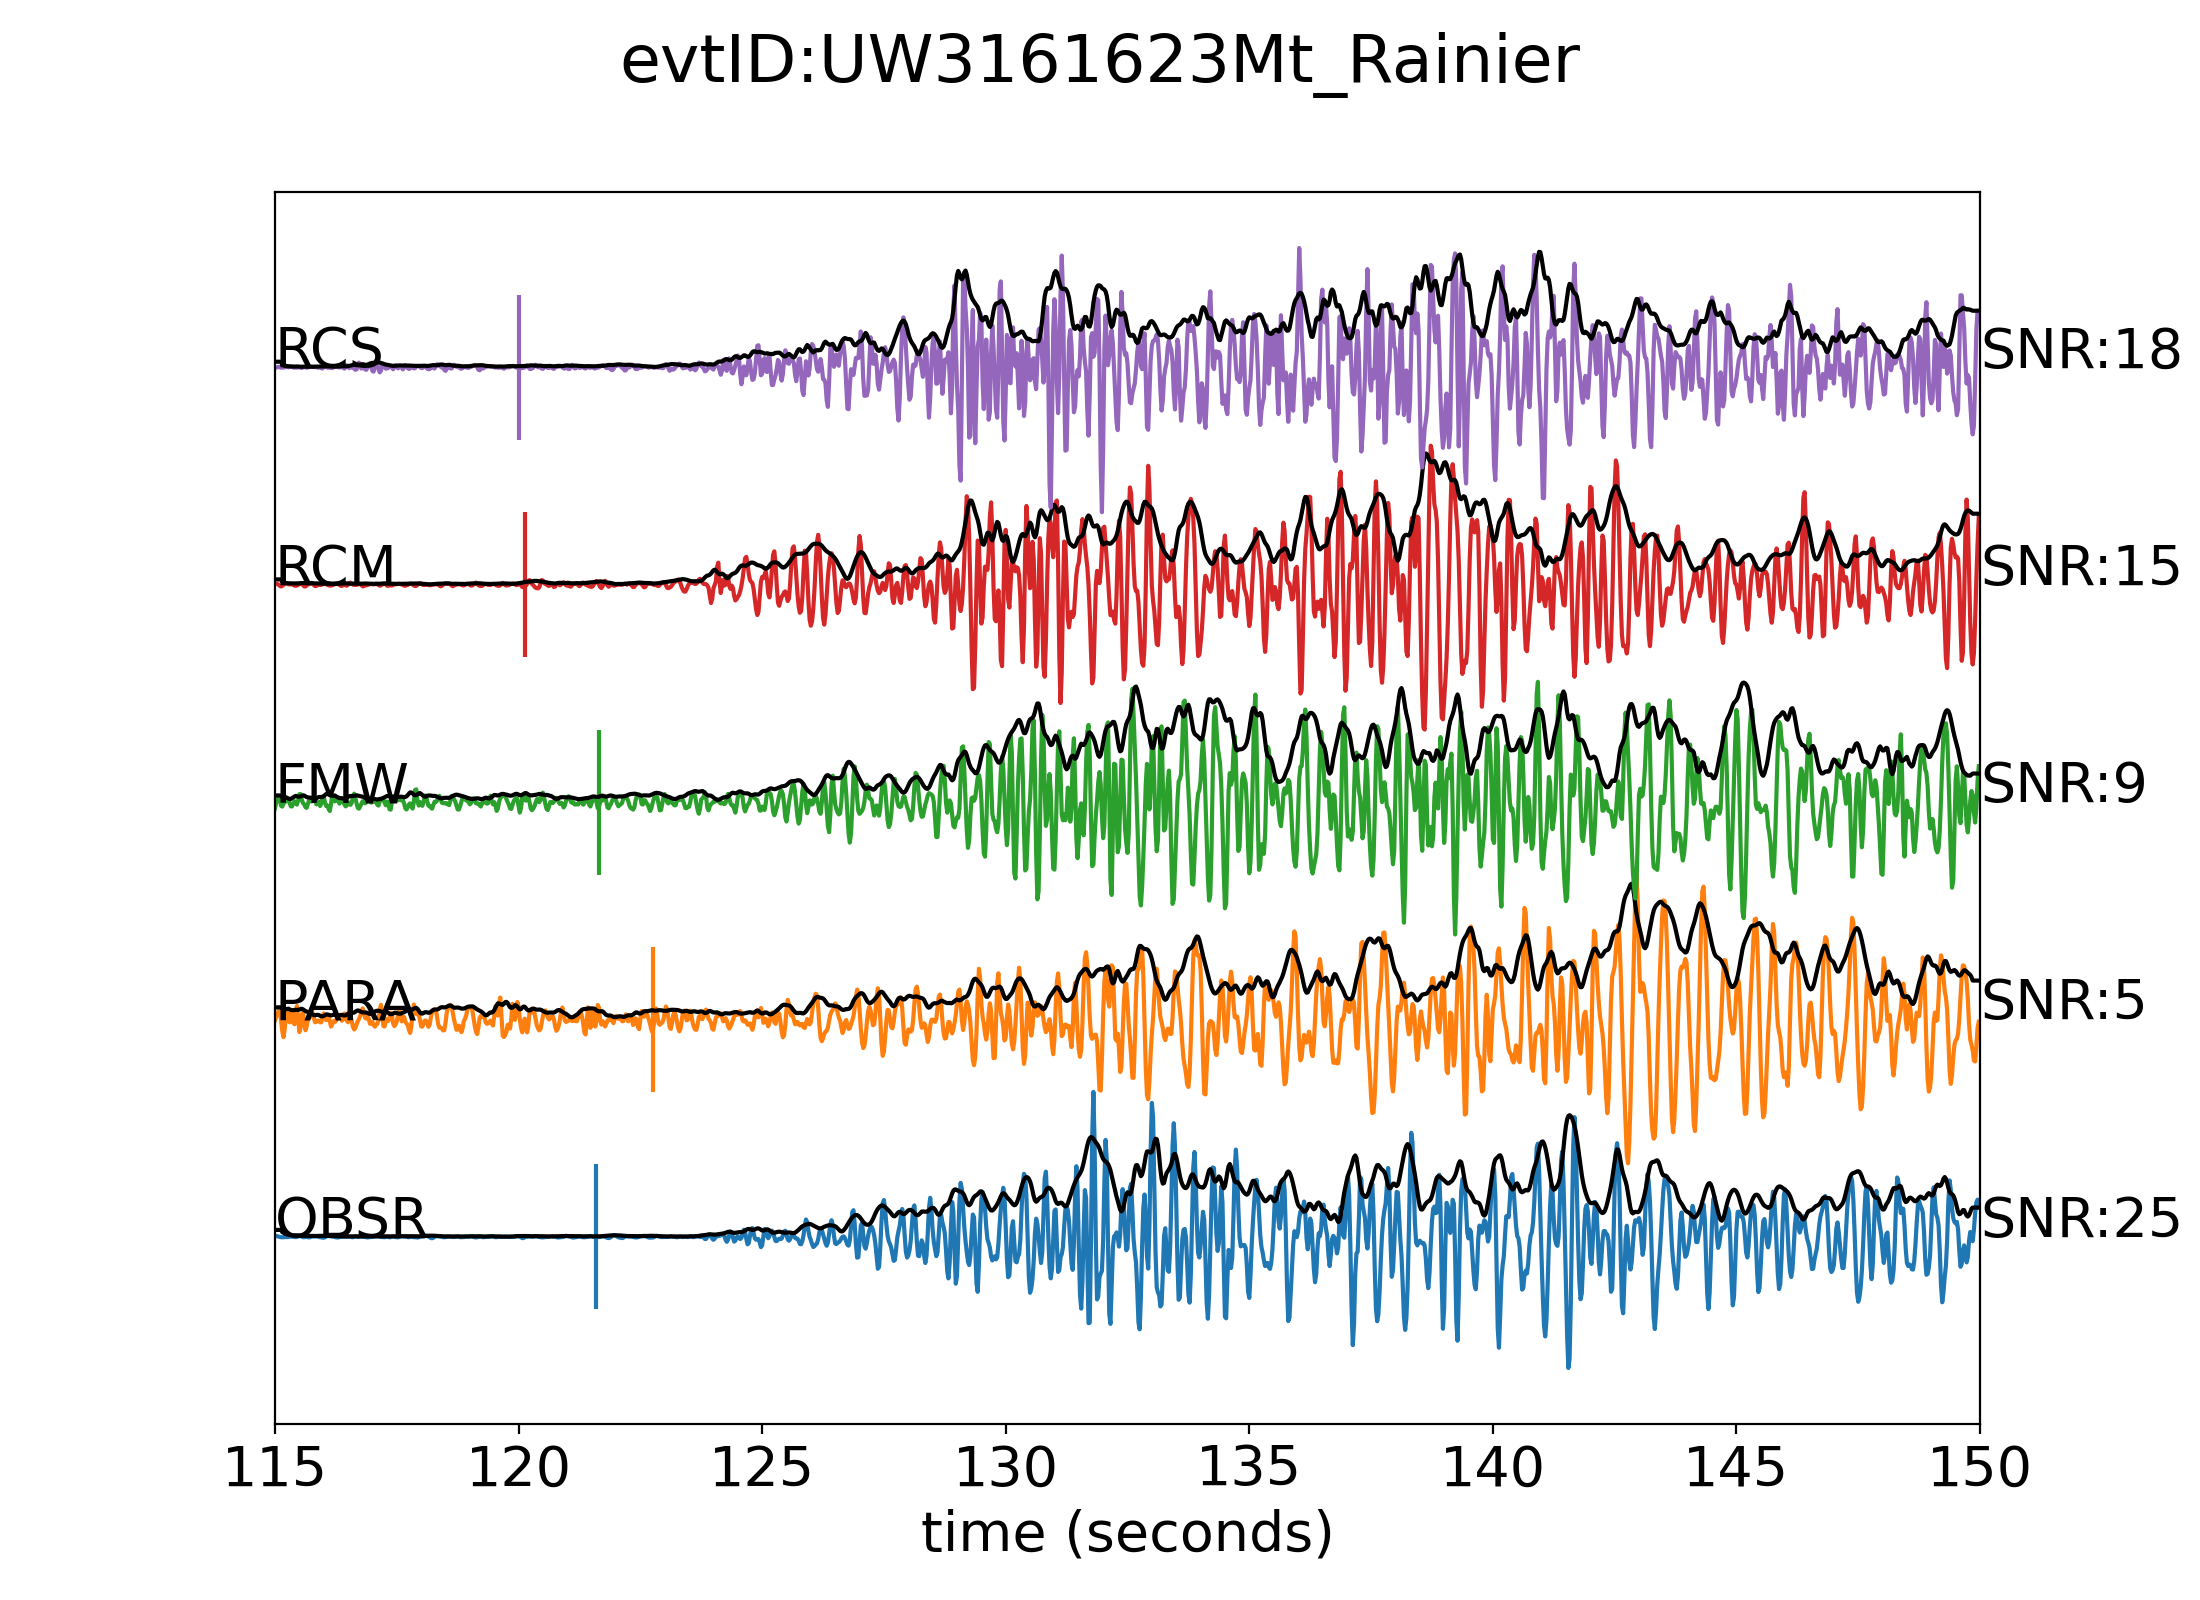 evtID:UW3161623Mt_Rainier
RCS SNR:18
RCM SNR:15
FMW SNR:9
PARA SNR:5
OBSR SNR:25
115 120 125 130 135 140 145 150
time (seconds)